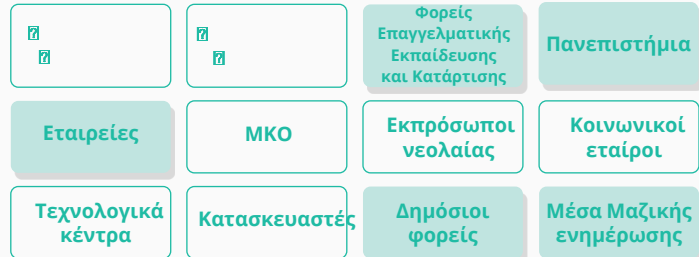 Φορείς
Επαγγελματικής
Εκπαίδευσης
και Κατάρτισης
Πανεπιστήμια
Εταιρείες
ΜΚΟ
Εκπρόσωποι
νεολαίας
Κοινωνικοί
εταίροι
Τεχνολογικά
κέντρα
Κατασκευαστές
Δημόσιοι
φορείς
Μέσα Μαζικής
ενημέρωσης